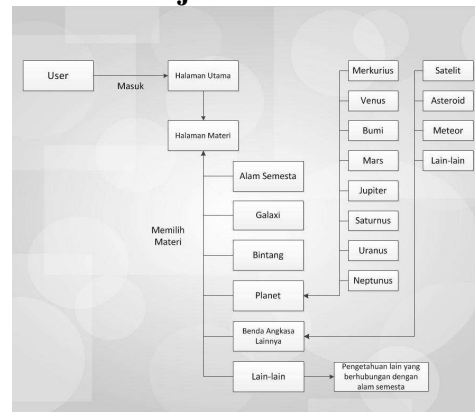 j
User
Masuk
Halaman Utama
Halaman Materi
Memilih
Materi
Alam Semesta
Galaxi
Bintang
Planet
Benda Angkasa
Lainnya
Lain-lain
Merkurius
Venus
Bumi
Mars
Jupiter
Saturnus
Uranus
Neptunus
Satelit
Asteroid
Meteor
Lain-lain
Pengetahuan lain yang
berhubungan dengan
alam semesta